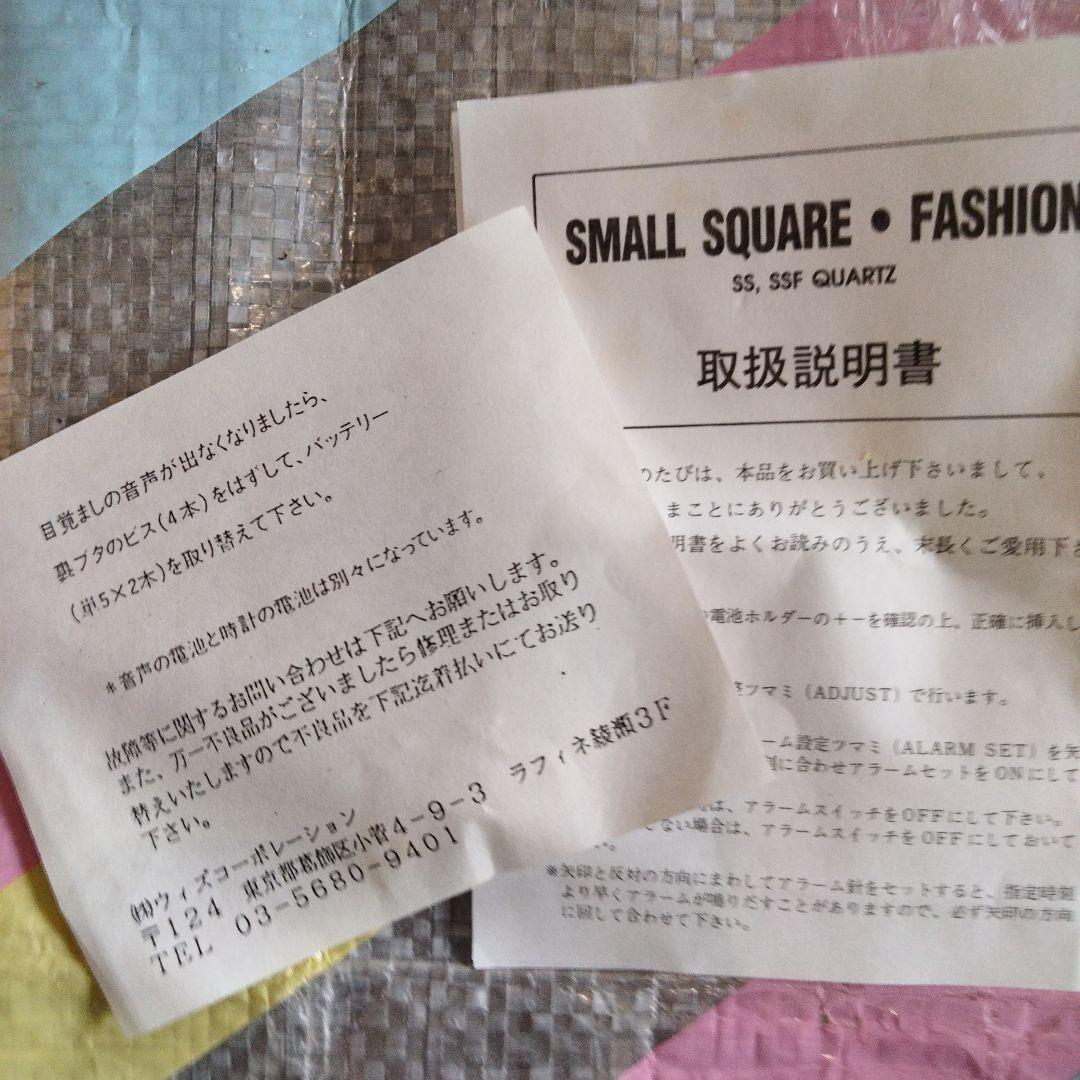 目覚ましの音声が出なくなりましたら、
裏ブタのビス(4本)をはずして、バッテリー
(単5×2本)を取り替えて下さい。
*音声の電池と時計の電池は別々になっています。
故障等に関するお問い合わせは下記へお願いします。
また、万一不良品がございましたら修理またはお取り
替えいたしますので不良品を下記迄着払いにてお送り
下さい。
㈱ウィズコーポレーション
〒124 東京都葛飾区小菅4-9-3 ラフィネ綾瀬3F
TEL 03-5680-9401
SMALL SQUARE • FASHION
SS, SSF QUARTZ
取扱説明書
のたびは、本品をお買い上げ下さいまして、
まことにありがとうございました。
明書をよくお読みのうえ、末長くご愛用下さ
電池ホルダーの+-を確認の上、正確に挿入し
ツマミ(ADJUST)で行います。
ーム設定ツマミ(ALARM SET)を矢
に合わせアラームセットをONにして
は、アラームスイッチをOFFにして下さい。
しない場合は、アラームスイッチをOFFにしておいて
※矢印と反対の方向にまわしてアラーム針をセットすると、指定時刻
より早くアラームが鳴りだすことがありますので、必ず矢印の方向
に回して合わせて下さい。